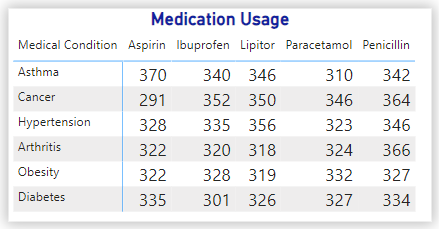 Medication Usage
Medical Condition Aspirin Ibuprofen Lipitor Paracetamol Penicillin
Asthma 370 340 346 310 342
Cancer 291 352 350 346 364
Hypertension 328 335 356 323 346
Arthritis 322 320 318 324 366
Obesity 322 328 319 332 327
Diabetes 335 301 326 327 334